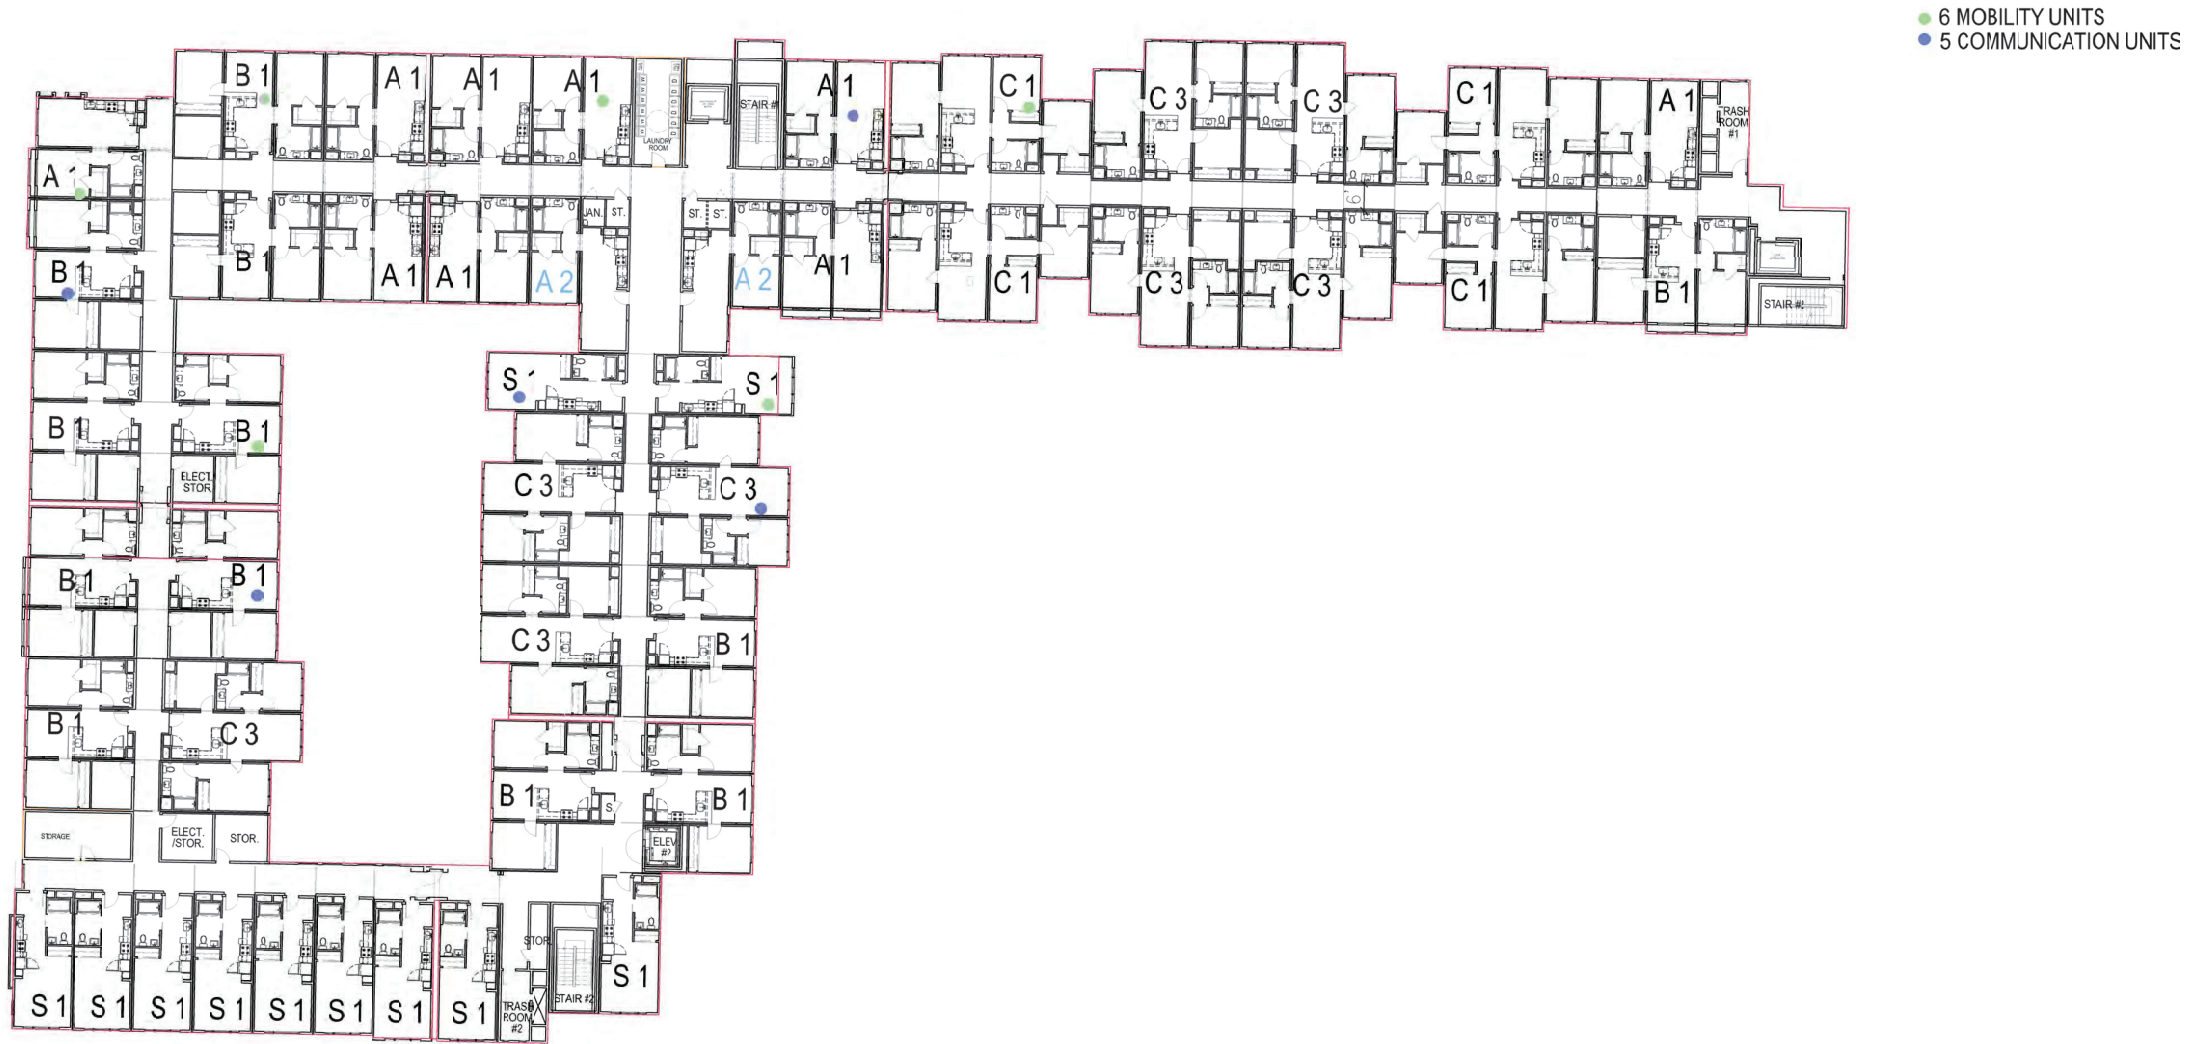 6 MOBILITY UNITS
5 COMMUNICATION UNITS
B 1
A 1
A 1
A 1
LAUNDRY
ROOM
STAIR #
A 1
C 1
C 3
C 3
C 1
A 1
TRASH
ROOM
#1
A 1
B 1
B 1
A 1
A 1
A 2
JAN.
ST.
ST.
ST.
A 2
A 1
C 1
C 3
C 3
C 1
B 1
STAIR #
S 1
S 1
B 1
B 1
ELECT.
STOR
C 3
C 3
B 1
B 1
C 3
B 1
B 1
C 3
B 1
B 1
S.
STORAGE
ELECT.
/STOR.
STOR.
ELEV.
#2
STOR.
S 1
S 1
S 1
S 1
S 1
S 1
S 1
S 1
TRASH
ROOM
#2
STAIR #2
S 1